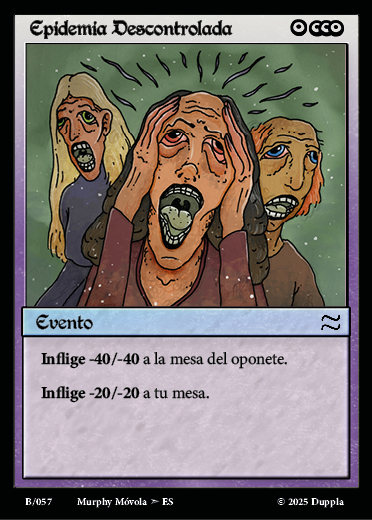 Epidemia Descontrolada
Evento
Inflige -40/-40 a la mesa del oponete.
Inflige -20/-20 a tu mesa.
B/057 Murphy Móvola ➣ ES © 2025 Duppla